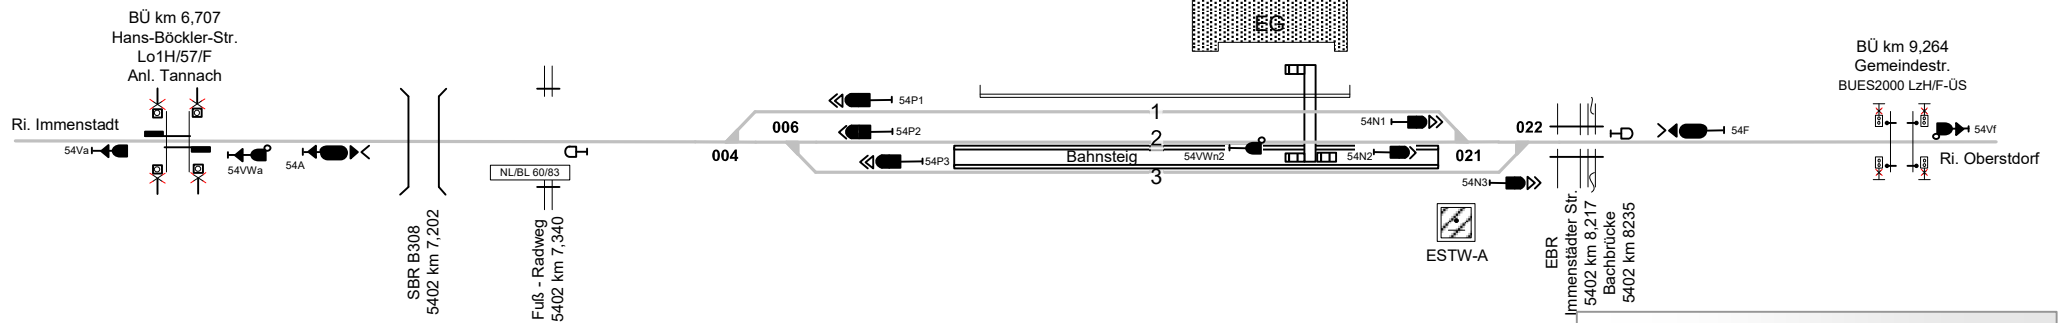 BÜ km 6,707
Hans-Böckler-Str.
Lo1H/57/F
Anl. Tannach
Ri. Immenstadt
54Va
54VWa
54A
SBR B308
5402 km 7,202
NL/BL 60/83
Fuß - Radweg
5402 km 7,340
004
006
54P1
54P2
54P3
EG
1
2
3
Bahnsteig
54VWn2
54N1
54N2
54N3
021
022
ESTW-A
EBR
Immenstädter Str.
5402 km 8,217
Bachbrücke
5402 km 8235
54F
BÜ km 9,264
Gemeindestr.
BUES2000 LzH/F-ÜS
54Vf
Ri. Oberstdorf